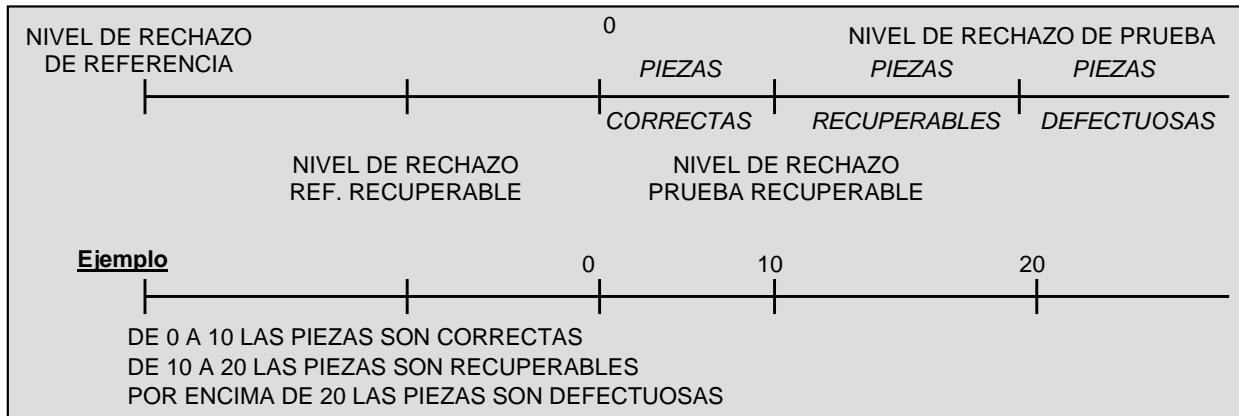 0
NIVEL DE RECHAZO
DE REFERENCIA
NIVEL DE RECHAZO DE PRUEBA
PIEZAS
PIEZAS
PIEZAS
CORRECTAS
RECUPERABLES
DEFECTUOSAS
NIVEL DE RECHAZO
REF. RECUPERABLE
NIVEL DE RECHAZO
PRUEBA RECUPERABLE
Ejemplo
0
10
20
DE 0 A 10 LAS PIEZAS SON CORRECTAS
DE 10 A 20 LAS PIEZAS SON RECUPERABLES
POR ENCIMA DE 20 LAS PIEZAS SON DEFECTUOSAS